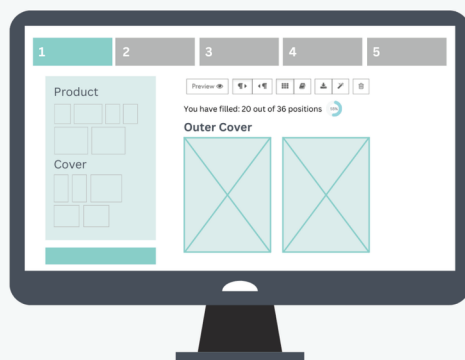 1 2 3 4 5
Product
Preview
You have filled: 20 out of 36 positions
Outer Cover
Cover